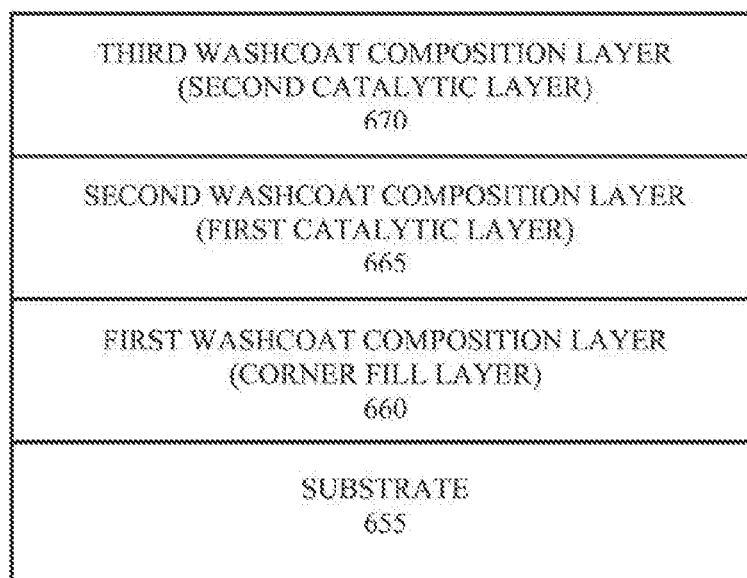 THIRD WASHCOAT COMPOSITION LAYER
(SECOND CATALYTIC LAYER)
670
SECOND WASHCOAT COMPOSITION LAYER
(FIRST CATALYTIC LAYER)
665
FIRST WASHCOAT COMPOSITION LAYER
(CORNER FILL LAYER)
660
SUBSTRATE
655